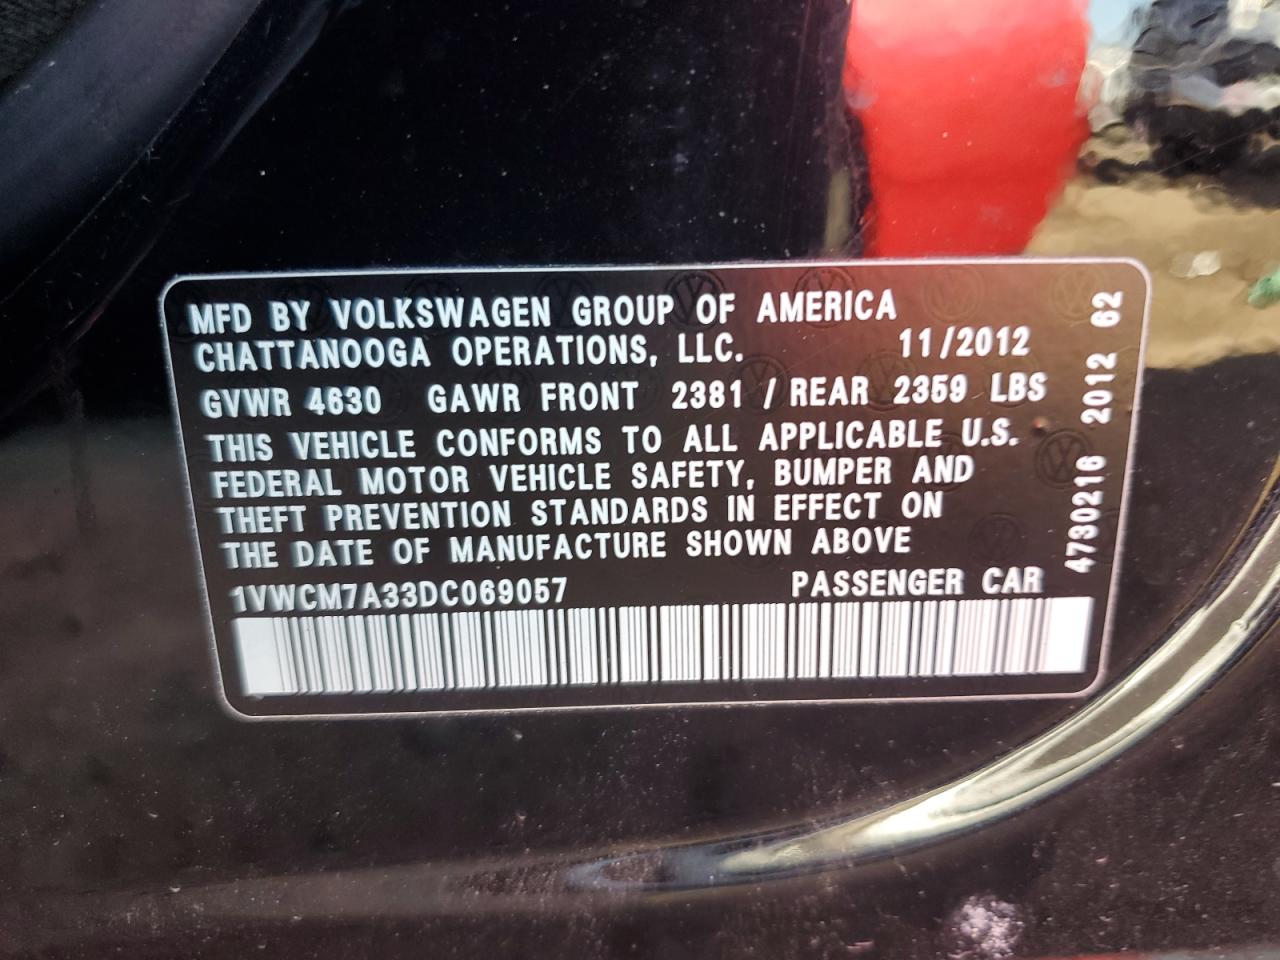 MFD BY VOLKSWAGEN GROUP OF AMERICA
CHATTANOOGA OPERATIONS, LLC. 11/2012
GVWR 4630 GAWR FRONT 2381 / REAR 2359 LBS
THIS VEHICLE CONFORMS TO ALL APPLICABLE U.S.
FEDERAL MOTOR VEHICLE SAFETY, BUMPER AND
THEFT PREVENTION STANDARDS IN EFFECT ON
THE DATE OF MANUFACTURE SHOWN ABOVE
1VWCM7A33DC069057 PASSENGER CAR
4730216 2012 62